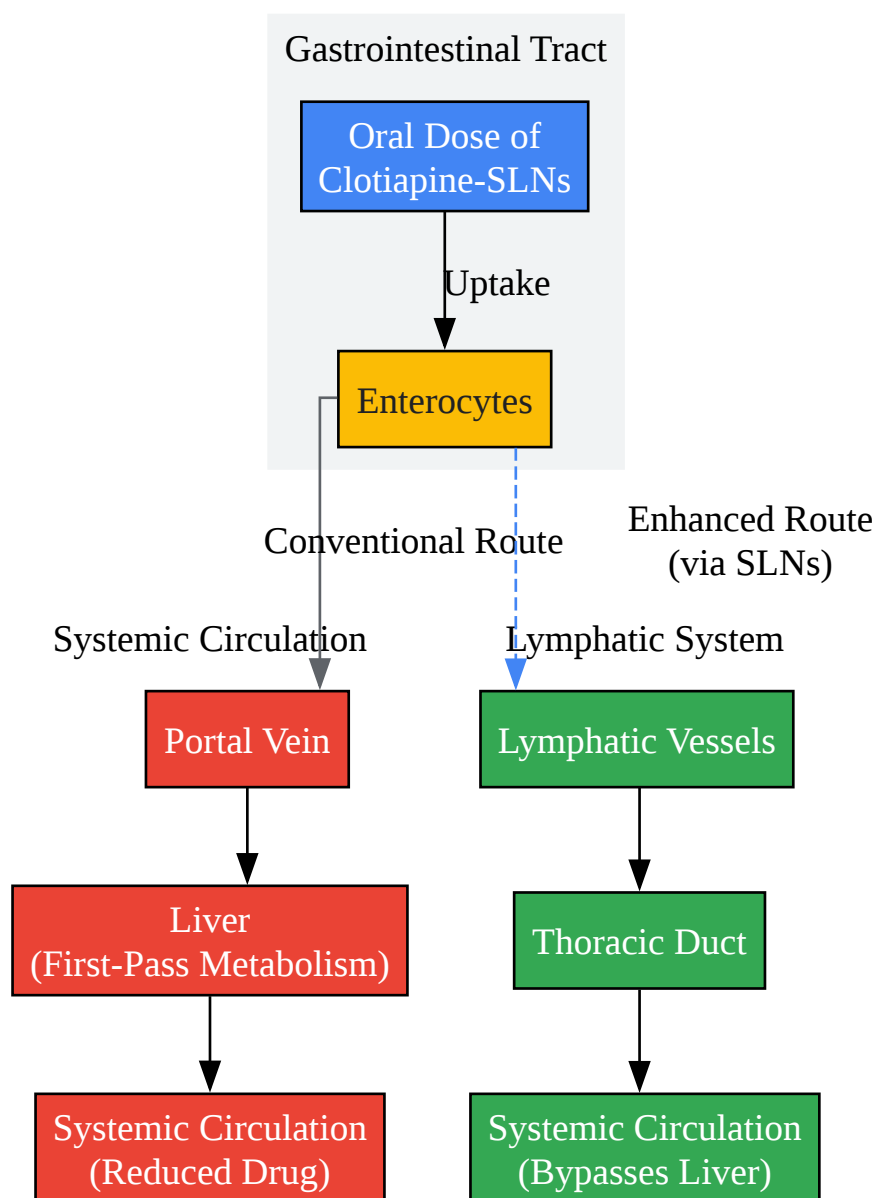 Gastrointestinal Tract
Oral Dose of
Clotiapine-SLNs
Uptake
Enterocytes
Conventional Route
Enhanced Route
(via SLNs)
Systemic Circulation
Lymphatic System
Portal Vein
Lymphatic Vessels
Liver
(First-Pass Metabolism)
Thoracic Duct
Systemic Circulation
(Reduced Drug)
Systemic Circulation
(Bypasses Liver)